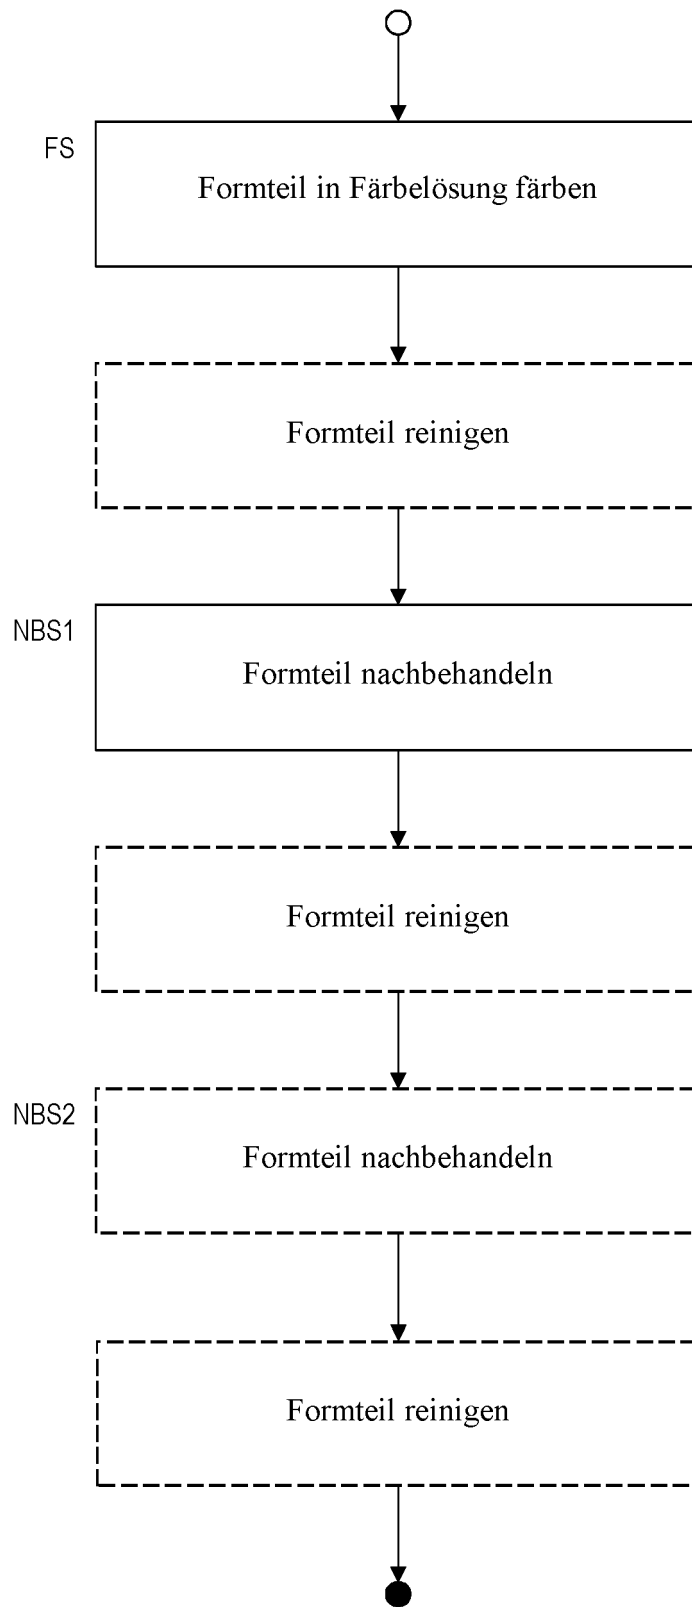 FS
Formteil in Färbelösung färben
Formteil reinigen
NBS1
Formteil nachbehandeln
Formteil reinigen
NBS2
Formteil nachbehandeln
Formteil reinigen